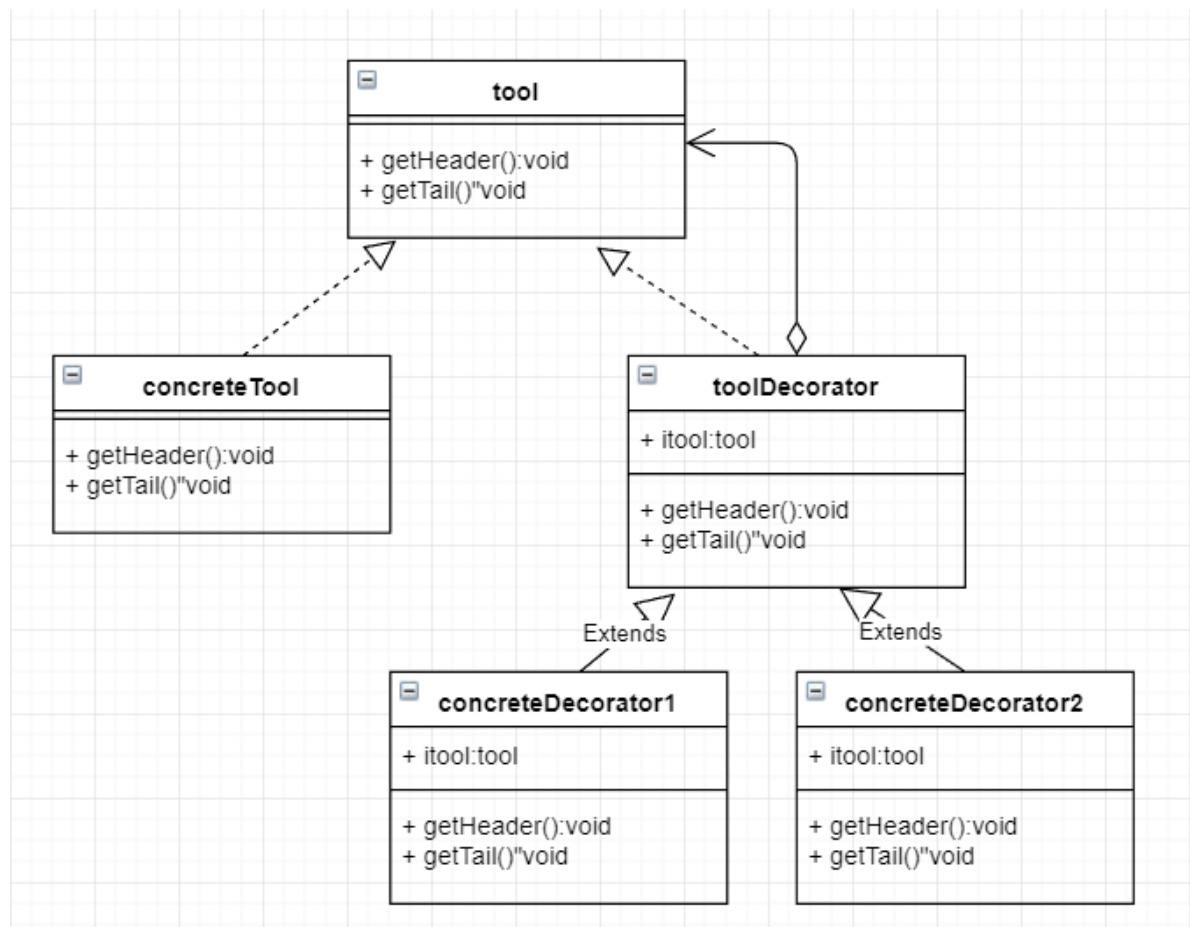 tool
+ getHeader():void
+ getTail()"void
concreteTool
+ getHeader():void
+ getTail()"void
toolDecorator
+ itool:tool
+ getHeader():void
+ getTail()"void
Extends
Extends
concreteDecorator1
+ itool:tool
+ getHeader():void
+ getTail()"void
concreteDecorator2
+ itool:tool
+ getHeader():void
+ getTail()"void